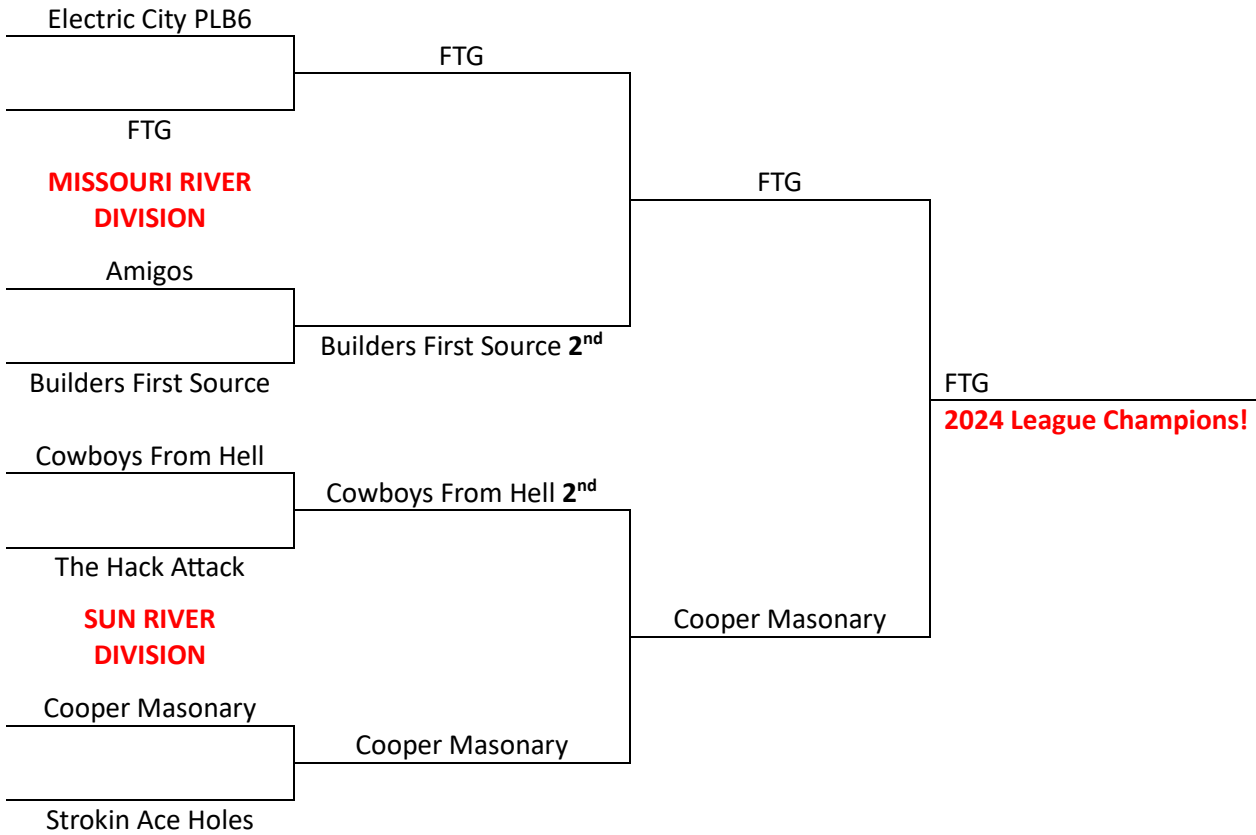 Electric City PLB6
FTG
FTG
MISSOURI RIVER
DIVISION
FTG
Amigos
Builders First Source 2nd
Builders First Source
FTG
2024 League Champions!
Cowboys From Hell
Cowboys From Hell 2nd
The Hack Attack
SUN RIVER
DIVISION
Cooper Masonary
Cooper Masonary
Cooper Masonary
Strokin Ace Holes